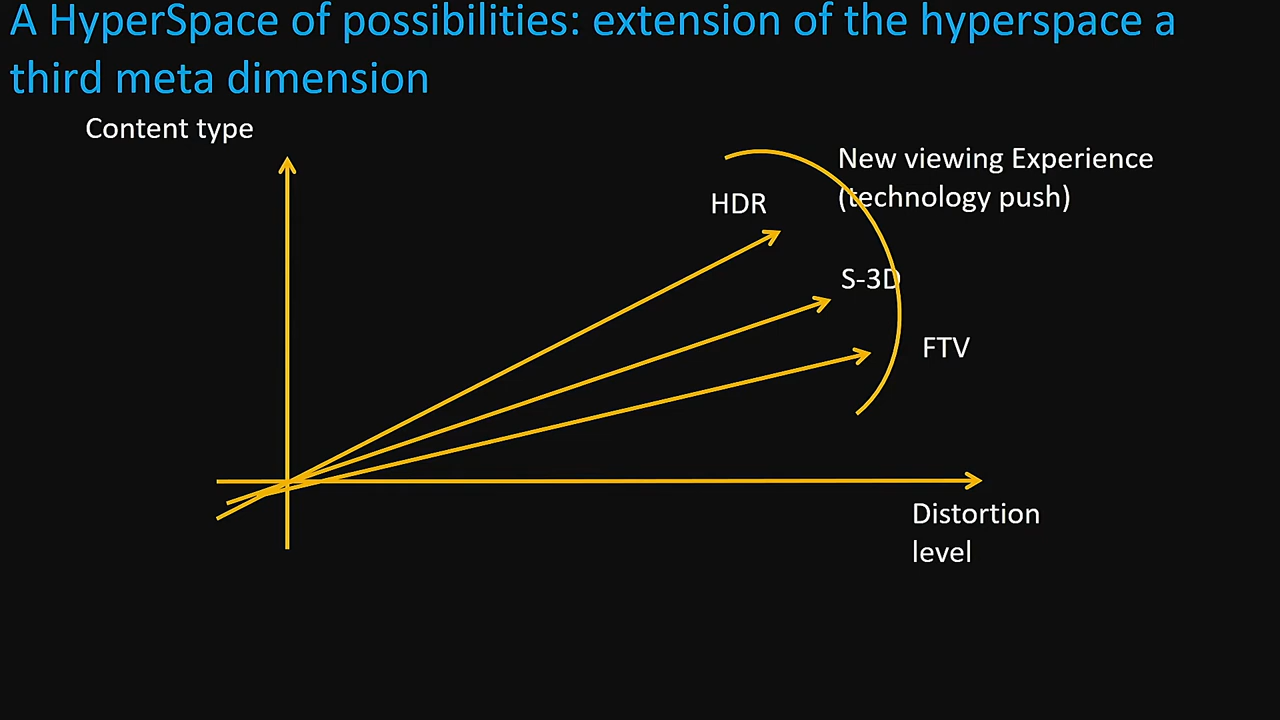 A HyperSpace of possibilities: extension of the hyperspace a
third meta dimension
Content type
New viewing Experience
(technology push)
HDR
S-3D
FTV
Distortion
level